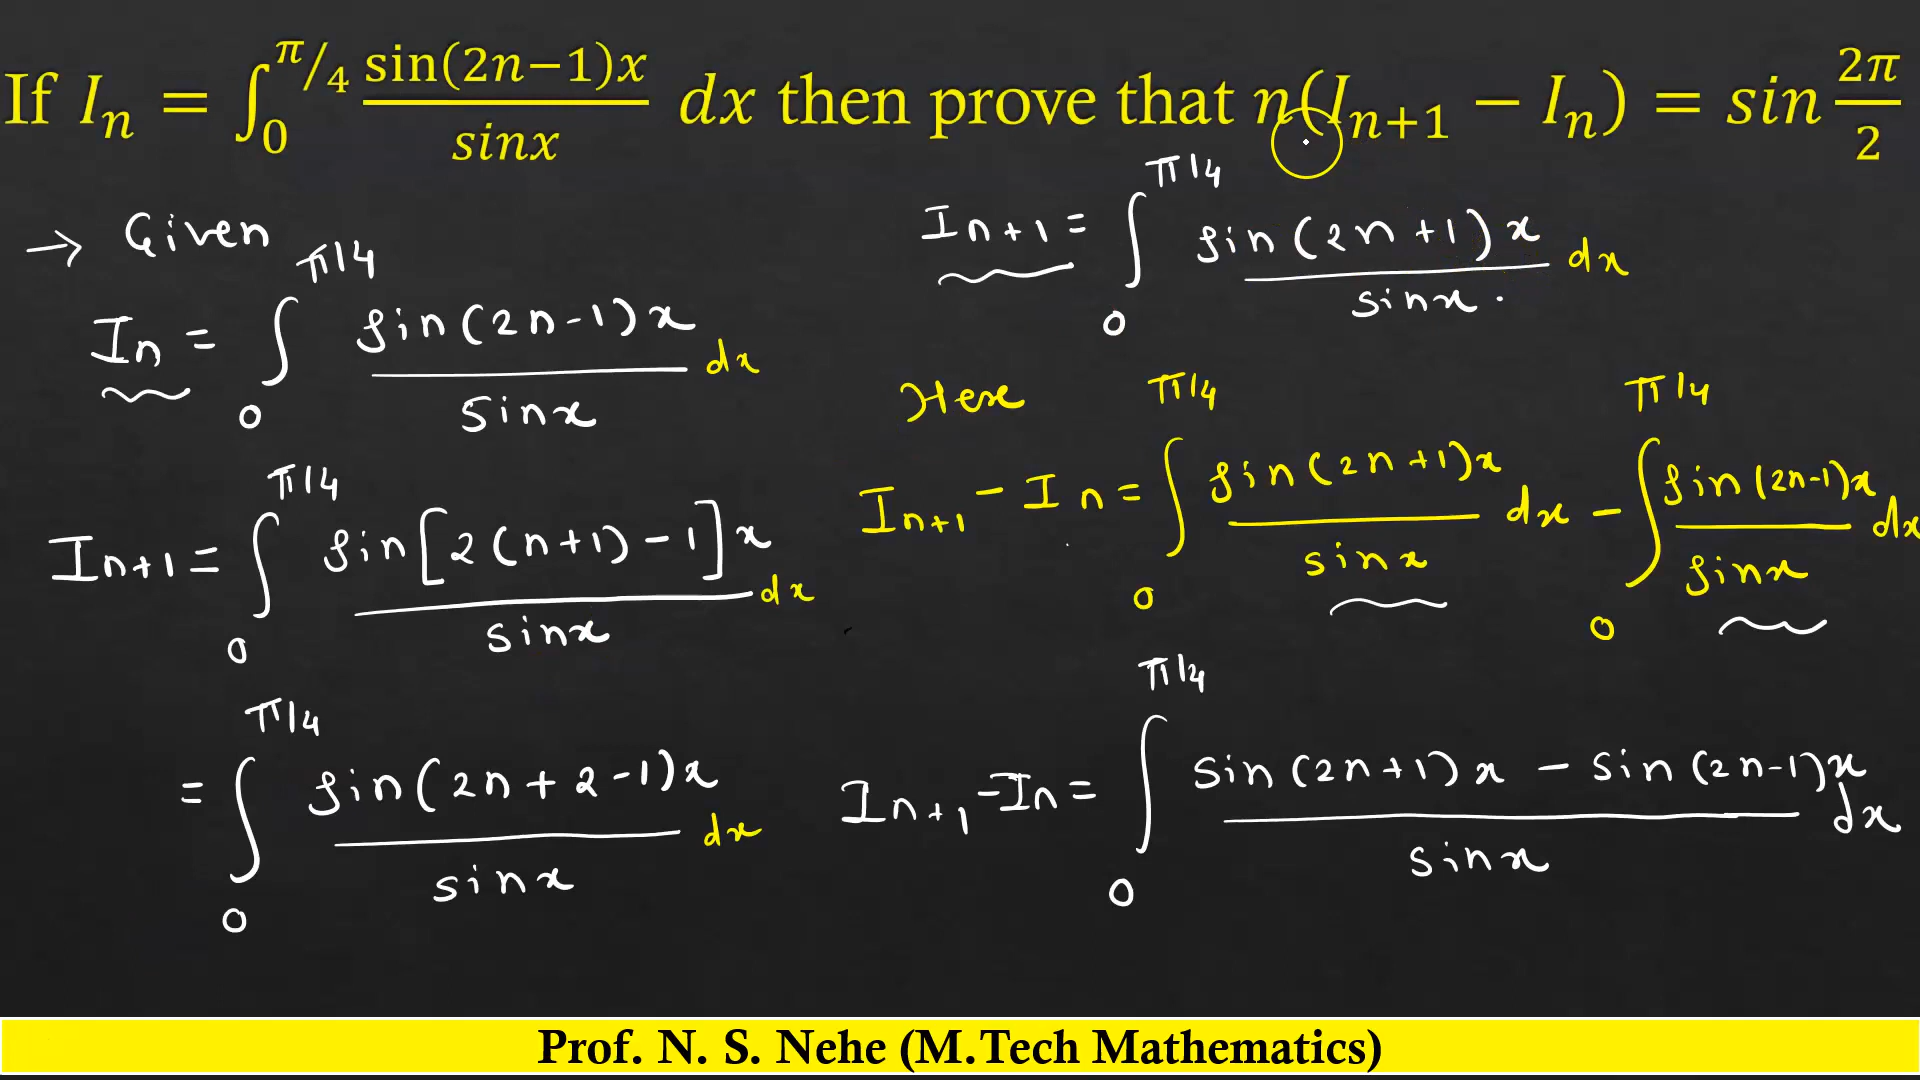 If Iₙ = ∫₀^π/4 sin(2n−1)x / sinx dx then prove that n(Iₙ₊₁ − Iₙ) = sin 2π/2
→ Given
Iₙ = ∫₀^π/4 sin(2n-1)x / sinx dx
Iₙ₊₁ = ∫₀^π/4 sin[2(n+1)-1]x / sinx dx
= ∫₀^π/4 sin(2n+2-1)x / sinx dx
Iₙ₊₁ = ∫₀^π/4 sin(2n+1)x / sinx . dx
Here
Iₙ₊₁ - Iₙ = ∫₀^π/4 sin(2n+1)x / sinx dx - ∫₀^π/4 sin(2n-1)x / sinx dx
Iₙ₊₁ - Iₙ = ∫₀^π/4 sin(2n+1)x - sin(2n-1)x / sinx dx
Prof. N. S. Nehe (M.Tech Mathematics)